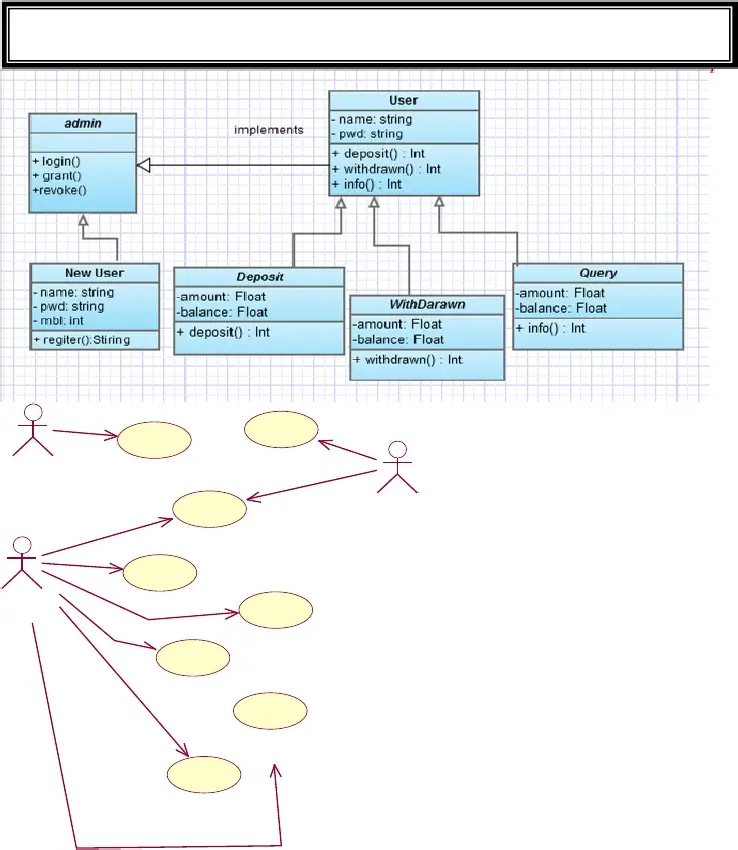 admin
+ login()
+ grant()
+revoke()
implements
User
- name: string
- pwd: string
+ deposit() : Int
+ withdrawn() : Int
+ info() : Int
New User
- name: string
- pwd: string
- mbl: int
+ regiter():Stiring
Deposit
-amount: Float
-balance: Float
+ deposit() : Int
WithDarawn
-amount: Float
-balance: Float
+ withdrawn() : Int
Query
-amount: Float
-balance: Float
+ info() : Int